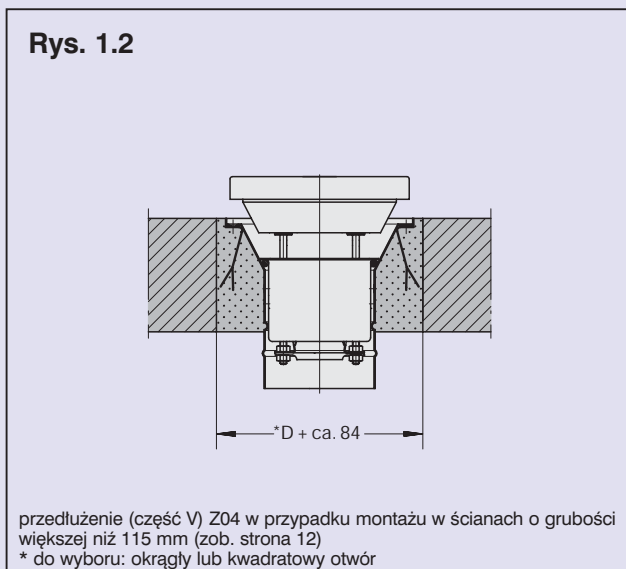 Rys. 1.2
*D + ca. 84
przedłużenie (część V) Z04 w przypadku montażu w ścianach o grubości
większej niż 115 mm (zob. strona 12)
* do wyboru: okrągły lub kwadratowy otwór